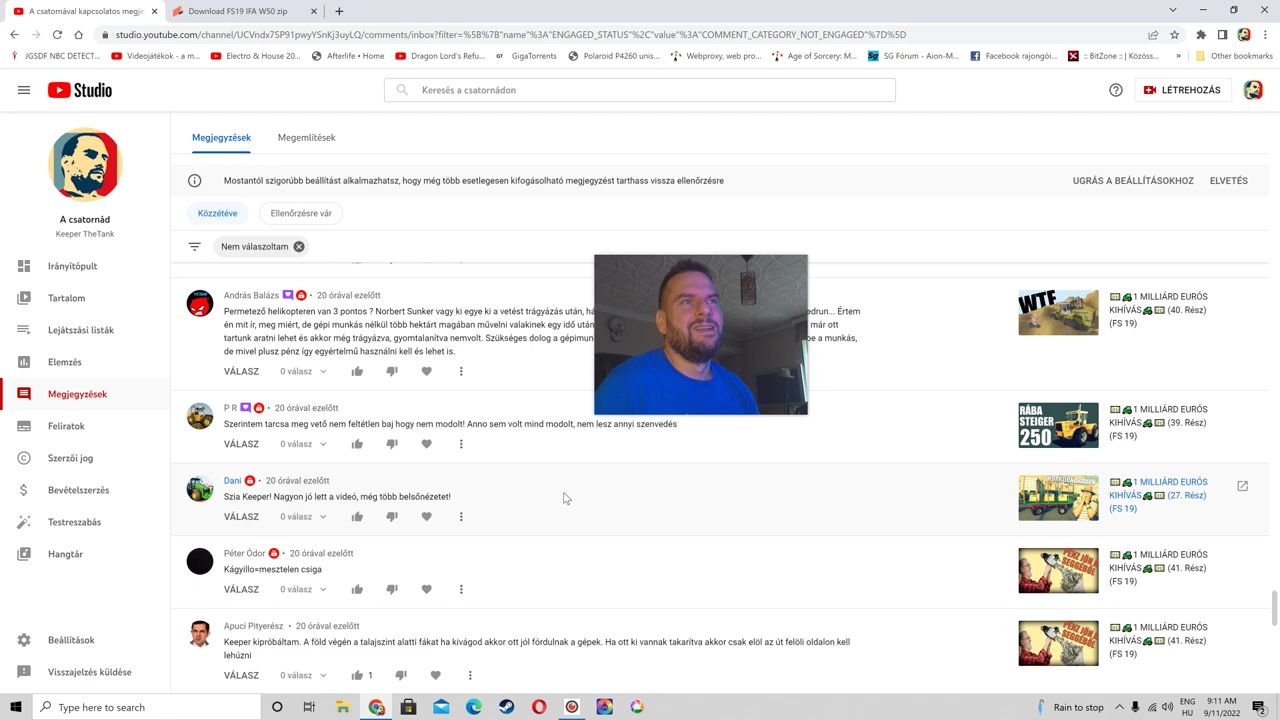 A csatornával kapcsolatos megje
Download FS19 IFA W50 zip
studio.youtube.com/channel/UCVndx7SP91pwyYSnKj3uyLQ/comments/inbox?filter=%5B%7B"name"%3A"ENGAGED_STATUS"%2C"value"%3A"COMMENT_CATEGORY_NOT_ENGAGED"%7D%5D
JGSDF NBC DETECT...
Videojátékok - a m...
Electro & House 20...
Afterlife • Home
Dragon Lord's Refu...
GT GigaTorrents
Polaroid P4260 unis...
Webproxy, web pro...
Age of Sorcery: M...
SG Fórum - Aion-M...
Facebook rajongói...
:: BitZone :: | Közöss...
»
Other bookmarks
Studio
Keresés a csatornádon
LÉTREHOZÁS
A csatornád
Keeper TheTank
Irányítópult
Tartalom
Lejátszási listák
Elemzés
Megjegyzések
Feliratok
Szerzői jog
Bevételszerzés
Testreszabás
Hangtár
Beállítások
Visszajelzés küldése
Megjegyzések
Megemlítések
Mostantól szigorúbb beállítást alkalmazhatsz, hogy még több esetlegesen kifogásolható megjegyzést tarthass vissza ellenőrzésre
UGRÁS A BEÁLLÍTÁSOKHOZ
ELVETÉS
Közzétéve
Ellenőrzésre vár
Nem válaszoltam
András Balázs • 20 órával ezelőtt
Permetező helikopteren van 3 pontos ? Norbert Sunker vagy ki egye ki a vetést trágyázás után, há edrun... Értem
én mit ír, meg miért, de gépi munkás nélkül több hektárt magában művelni valakinek egy idő után már ott
tartunk aratni lehet és akkor még trágyázva, gyomtalanítva nemvolt. Szükséges dolog a gépimun be a munkás,
de mivel plusz pénz így egyértelmű használni kell és lehet is.
VÁLASZ 0 válasz
WTF
1 MILLIÁRD EURÓS
KIHÍVÁS (40. Rész)
(FS 19)
P R • 20 órával ezelőtt
Szerintem tarcsa meg vető nem feltétlen baj hogy nem modolt! Anno sem volt mind modolt, nem lesz annyi szenvedés
VÁLASZ 0 válasz
RÁBA
STEIGER
250
1 MILLIÁRD EURÓS
KIHÍVÁS (39. Rész)
(FS 19)
Dani • 20 órával ezelőtt
Szia Keeper! Nagyon jó lett a videó, még több belsőnézetet!
VÁLASZ 0 válasz
1 MILLIÁRD EURÓS
KIHÍVÁS (27. Rész)
(FS 19)
Péter Ódor • 20 órával ezelőtt
Kágyillo=mesztelen csiga
VÁLASZ 0 válasz
PÉNZ JÖN A
SEGGÉBŐL
1 MILLIÁRD EURÓS
KIHÍVÁS (41. Rész)
(FS 19)
Apuci Pityerész • 20 órával ezelőtt
Keeper kipróbáltam. A föld végén a talajszint alatti fákat ha kivágod akkor ott jól fórdulnak a gépek. Ha ott ki vannak takarítva akkor csak elöl az út felöli oldalon kell
lehúzni
VÁLASZ 0 válasz 1
PÉNZ JÖN A
SEGGÉBŐL
1 MILLIÁRD EURÓS
KIHÍVÁS (41. Rész)
(FS 19)
Type here to search
Rain to stop
ENG
HU
9:11 AM
9/11/2022
2